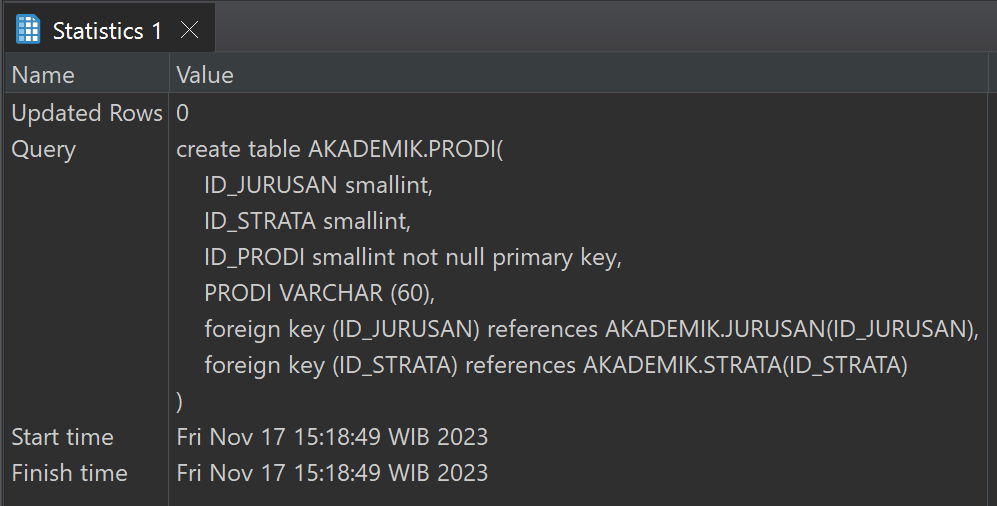 Statistics 1
Name Value
Updated Rows 0
Query create table AKADEMIK.PRODI(
ID_JURUSAN smallint,
ID_STRATA smallint,
ID_PRODI smallint not null primary key,
PRODI VARCHAR (60),
foreign key (ID_JURUSAN) references AKADEMIK.JURUSAN(ID_JURUSAN),
foreign key (ID_STRATA) references AKADEMIK.STRATA(ID_STRATA)
)
Start time Fri Nov 17 15:18:49 WIB 2023
Finish time Fri Nov 17 15:18:49 WIB 2023